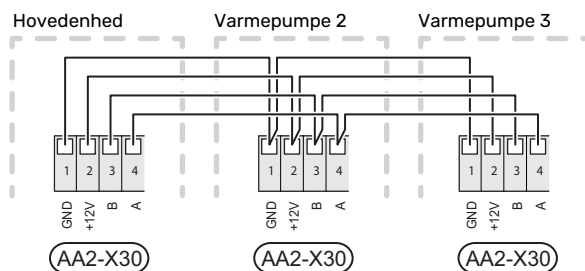 Hovedenhed
Varmepumpe 2
Varmepumpe 3
1 2 3 4
GND +12V B A
AA2-X30
1 2 3 4
GND +12V B A
AA2-X30
1 2 3 4
GND +12V B A
AA2-X30